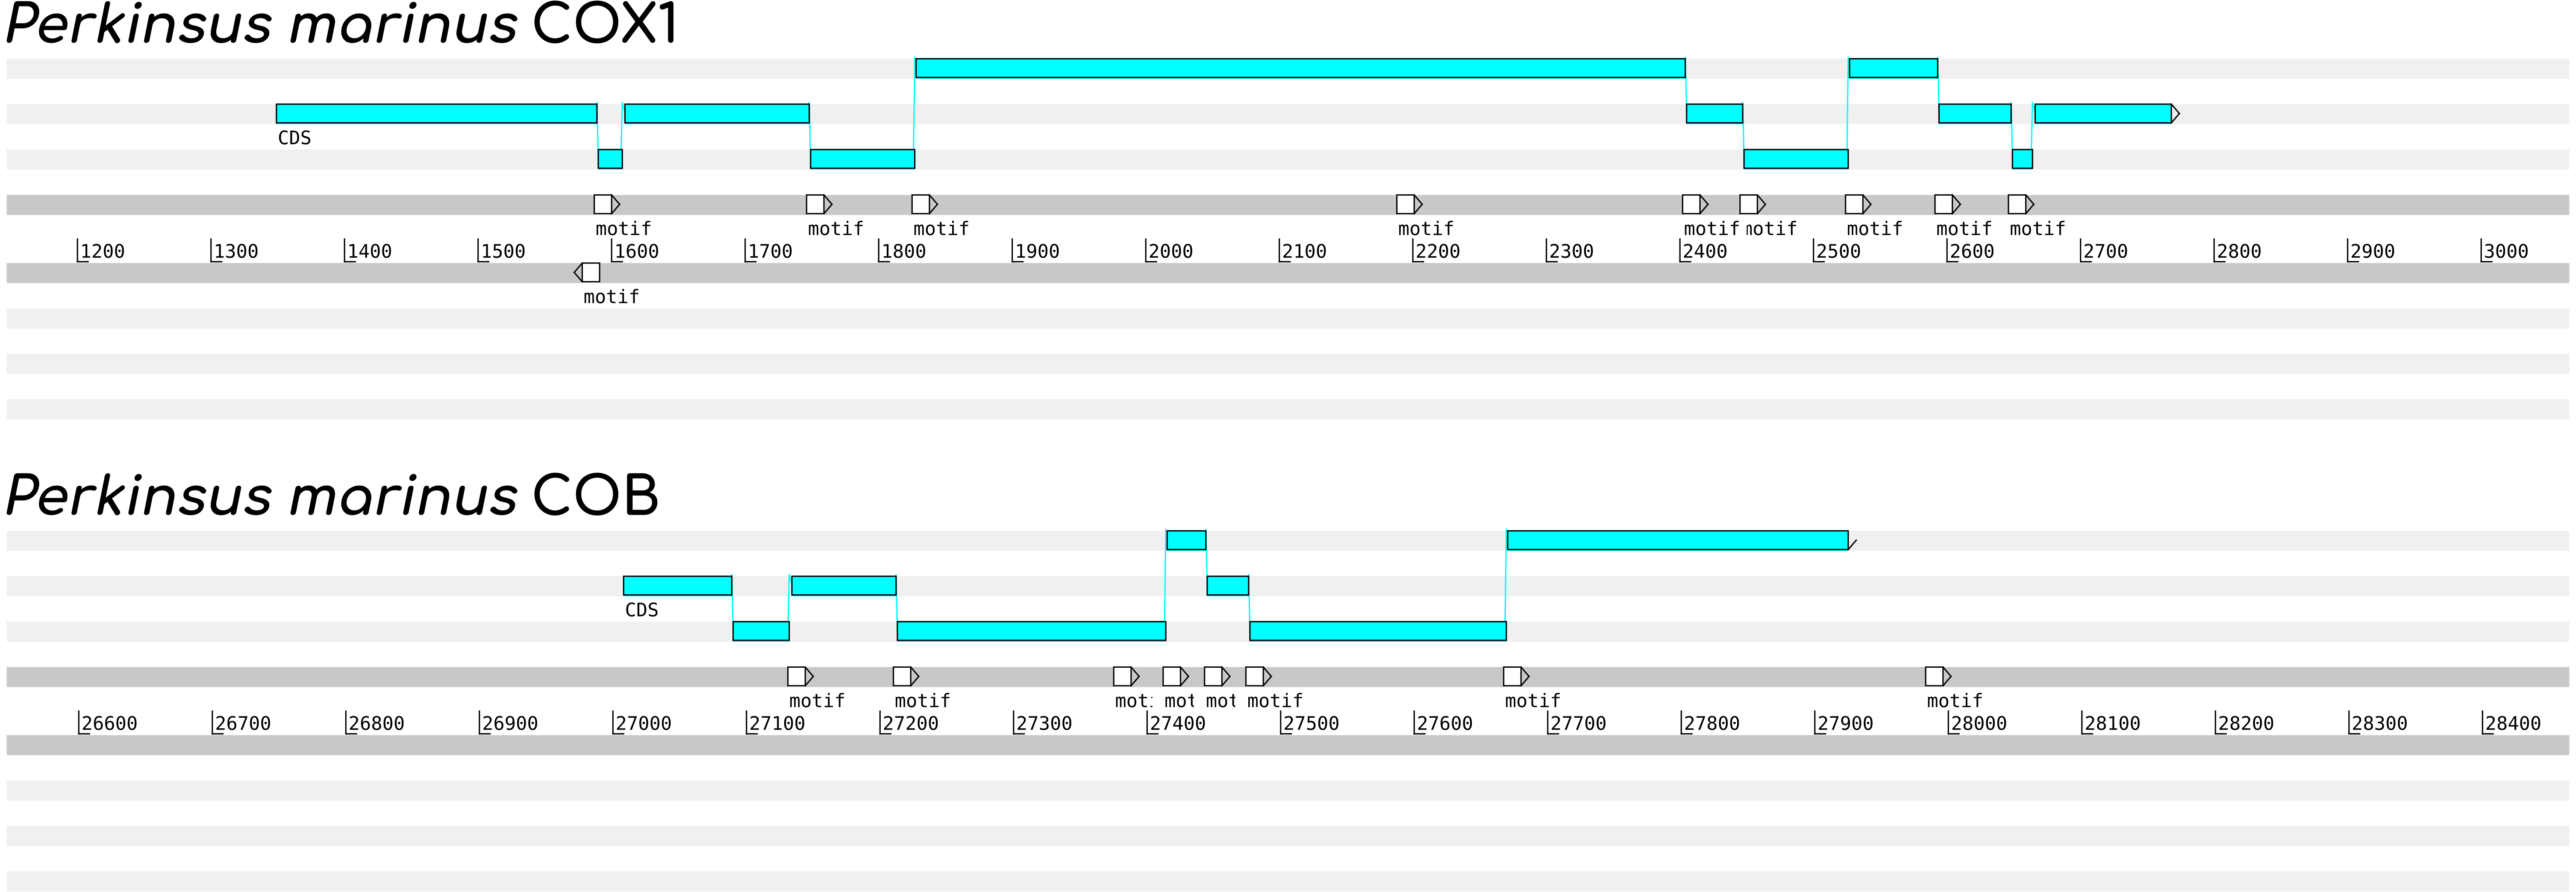 Perkinsus marinus COX1
CDS
motif motif motif motif motif motif motif motif motif
1200 1300 1400 1500 1600 1700 1800 1900 2000 2100 2200 2300 2400 2500 2600 2700 2800 2900 3000
motif
Perkinsus marinus COB
CDS
motif motif mot: mot mot motif motif motif
26600 26700 26800 26900 27000 27100 27200 27300 27400 27500 27600 27700 27800 27900 28000 28100 28200 28300 28400